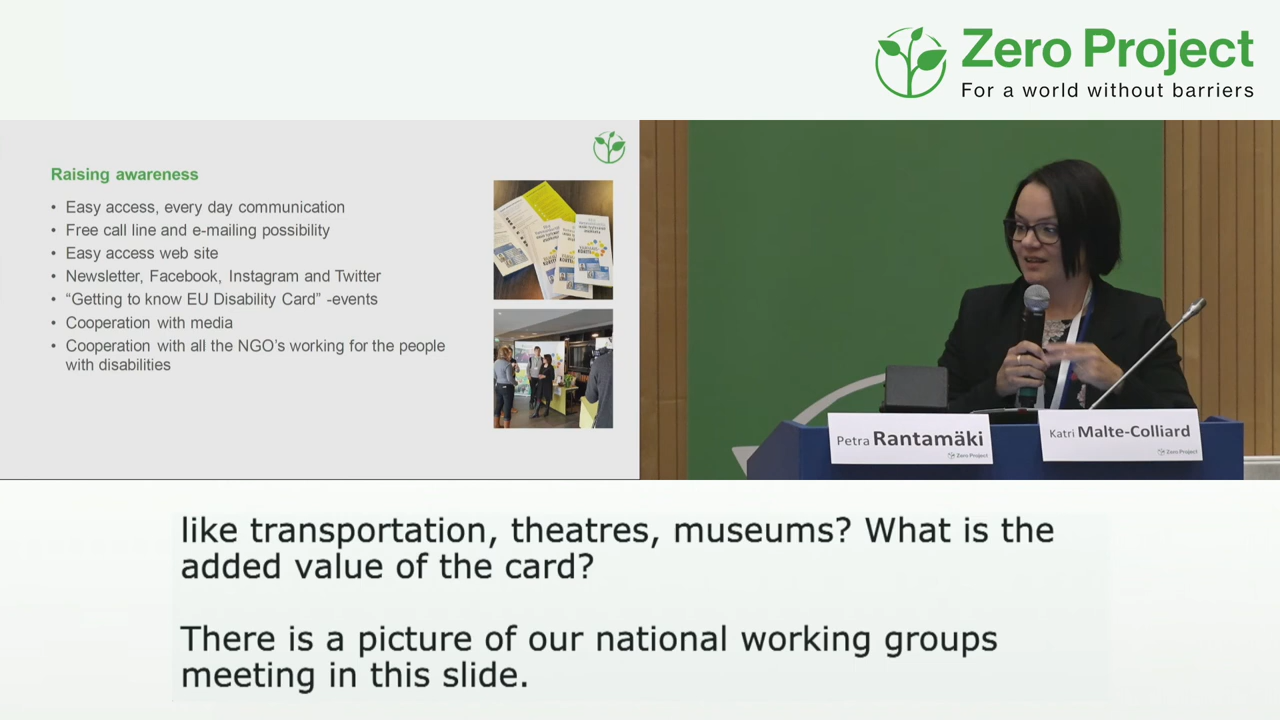 Zero Project
For a world without barriers
Raising awareness
• Easy access, every day communication
• Free call line and e-mailing possibility
• Easy access web site
• Newsletter, Facebook, Instagram and Twitter
• “Getting to know EU Disability Card” -events
• Cooperation with media
• Cooperation with all the NGO’s working for the people
with disabilities
Petra Rantamäki
Zero Project
Katri Malte-Colliard
Zero Project
like transportation, theatres, museums? What is the
added value of the card?
There is a picture of our national working groups
meeting in this slide.